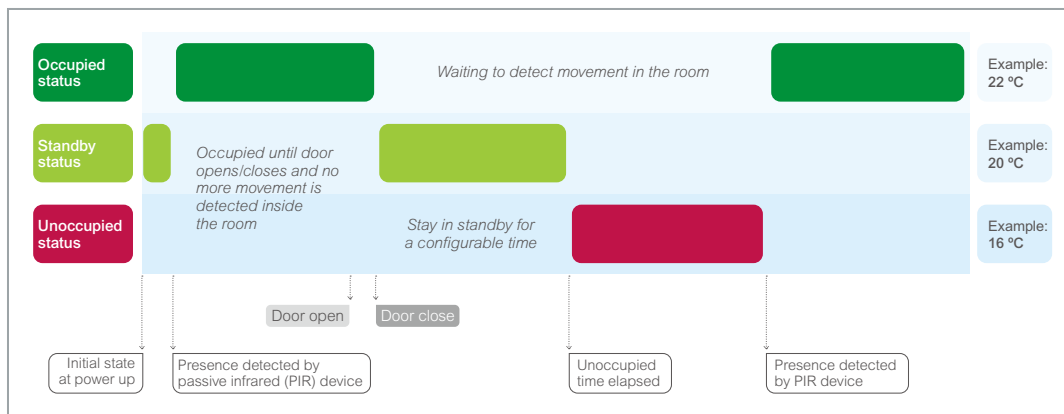 Occupied
status
Waiting to detect movement in the room
Example:
22 ºC
Standby
status
Occupied until door
opens/closes and no
more movement is
detected inside
the room
Example:
20 ºC
Unoccupied
status
Stay in standby for
a configurable time
Example:
16 ºC
Door open
Door close
Initial state
at power up
Presence detected by
passive infrared (PIR) device
Unoccupied
time elapsed
Presence detected
by PIR device